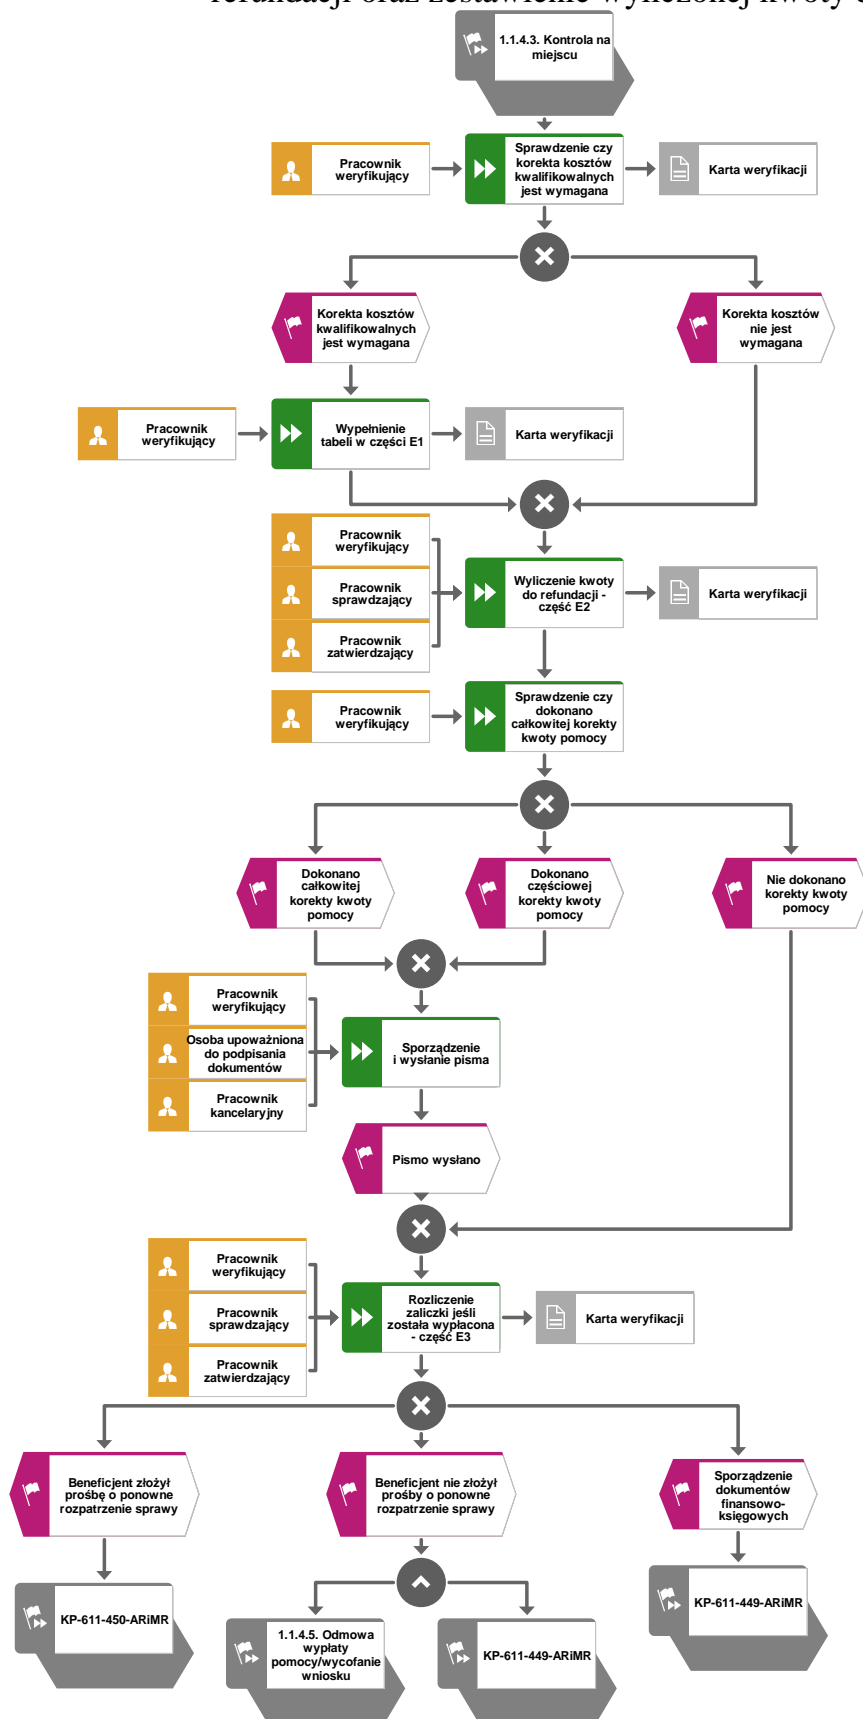 refundacji oraz zestawienie wyliczonej kwoty
1.1.4.3. Kontrola na
miejscu
Pracownik
weryfikujący
Sprawdzenie czy
korekta kosztów
kwalifikowalnych
jest wymagana
Karta weryfikacji
Korekta kosztów
kwalifikowalnych
jest wymagana
Korekta kosztów
nie jest
wymagana
Pracownik
weryfikujący
Wypełnienie
tabeli w części E1
Karta weryfikacji
Pracownik
weryfikujący
Pracownik
sprawdzający
Pracownik
zatwierdzający
Wyliczenie kwoty
do refundacji -
część E2
Karta weryfikacji
Pracownik
weryfikujący
Sprawdzenie czy
dokonano
całkowitej korekty
kwoty pomocy
Dokonano
całkowitej
korekty kwoty
pomocy
Dokonano
częściowej
korekty kwoty
pomocy
Nie dokonano
korekty kwoty
pomocy
Pracownik
weryfikujący
Osoba upoważniona
do podpisania
dokumentów
Pracownik
kancelaryjny
Sporządzenie
i wysłanie pisma
Pismo wysłano
Pracownik
weryfikujący
Pracownik
sprawdzający
Pracownik
zatwierdzający
Rozliczenie
zaliczki jeśli
została wypłacona
- część E3
Karta weryfikacji
Beneficjent złożył
prośbę o ponowne
rozpatrzenie sprawy
Beneficjent nie złożył
prośby o ponowne
rozpatrzenie sprawy
Sporządzenie
dokumentów
finansowo-
księgowych
KP-611-450-ARiMR
1.1.4.5. Odmowa
wypłaty
pomocy/wycofanie
wniosku
KP-611-449-ARiMR
KP-611-449-ARiMR